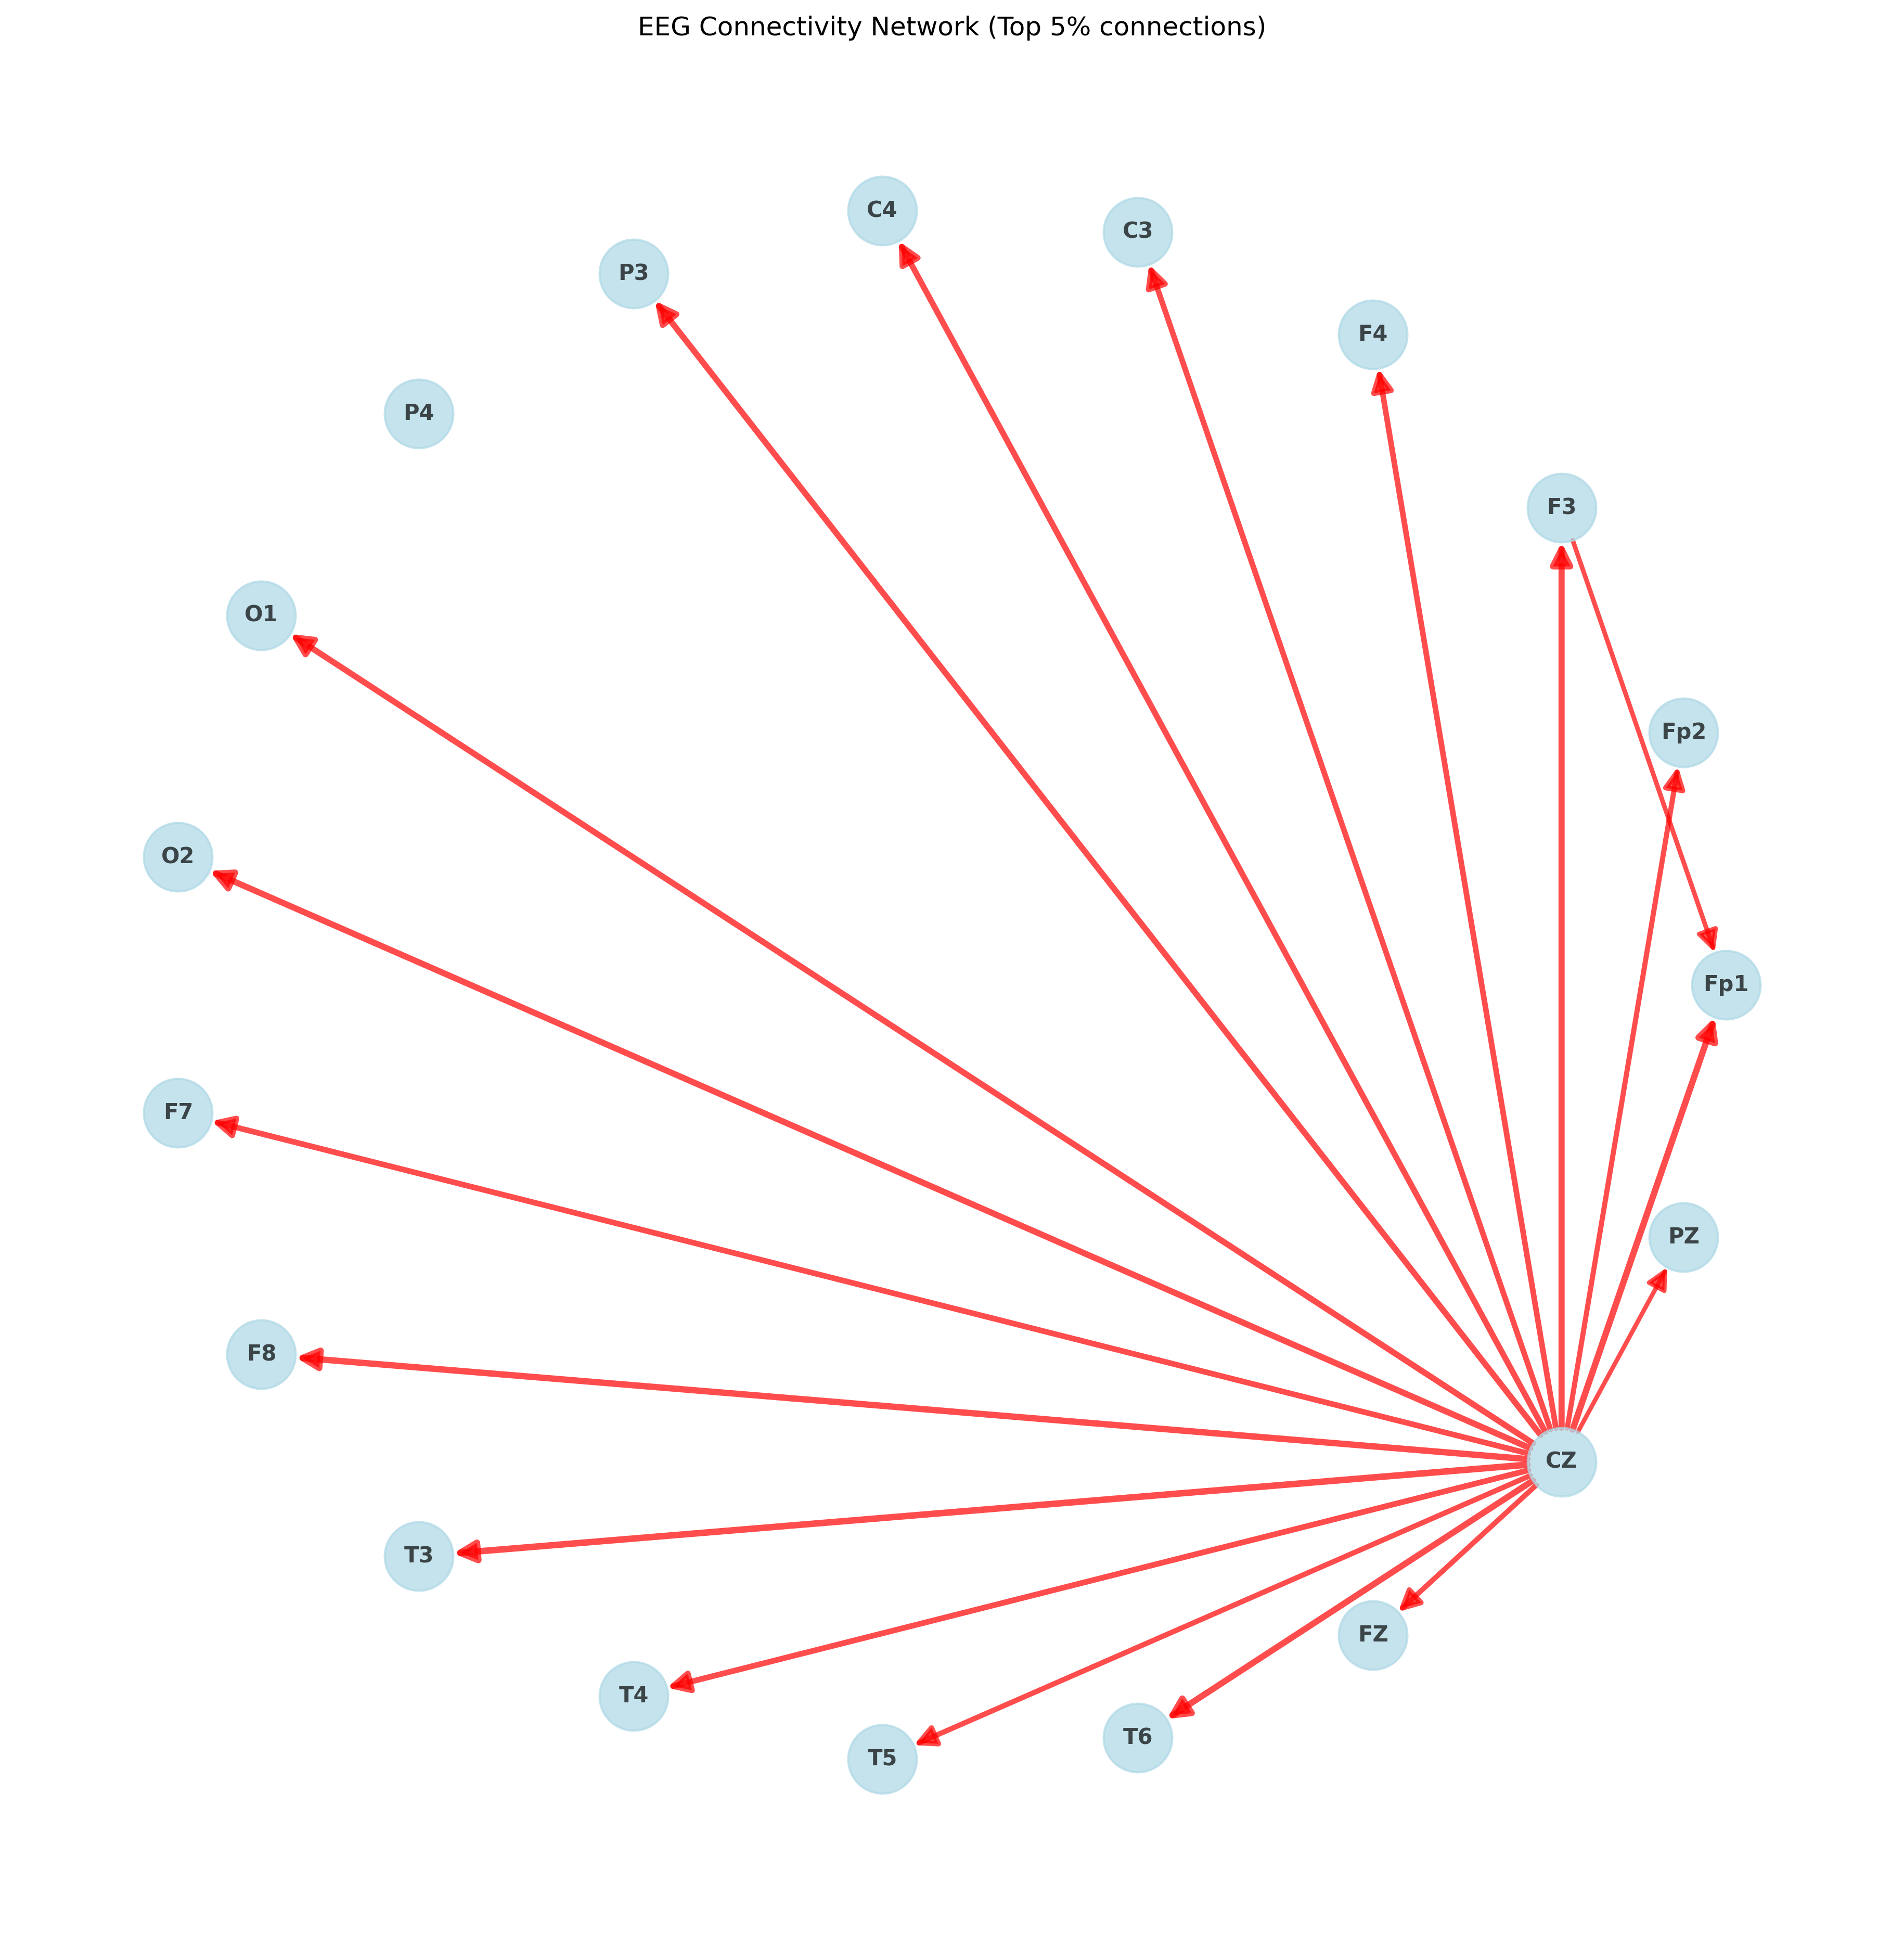 EEG Connectivity Network (Top 5% connections)
C4
C3
P3
F4
P4
F3
O1
Fp2
O2
Fp1
F7
PZ
F8
CZ
T3
FZ
T4
T6
T5